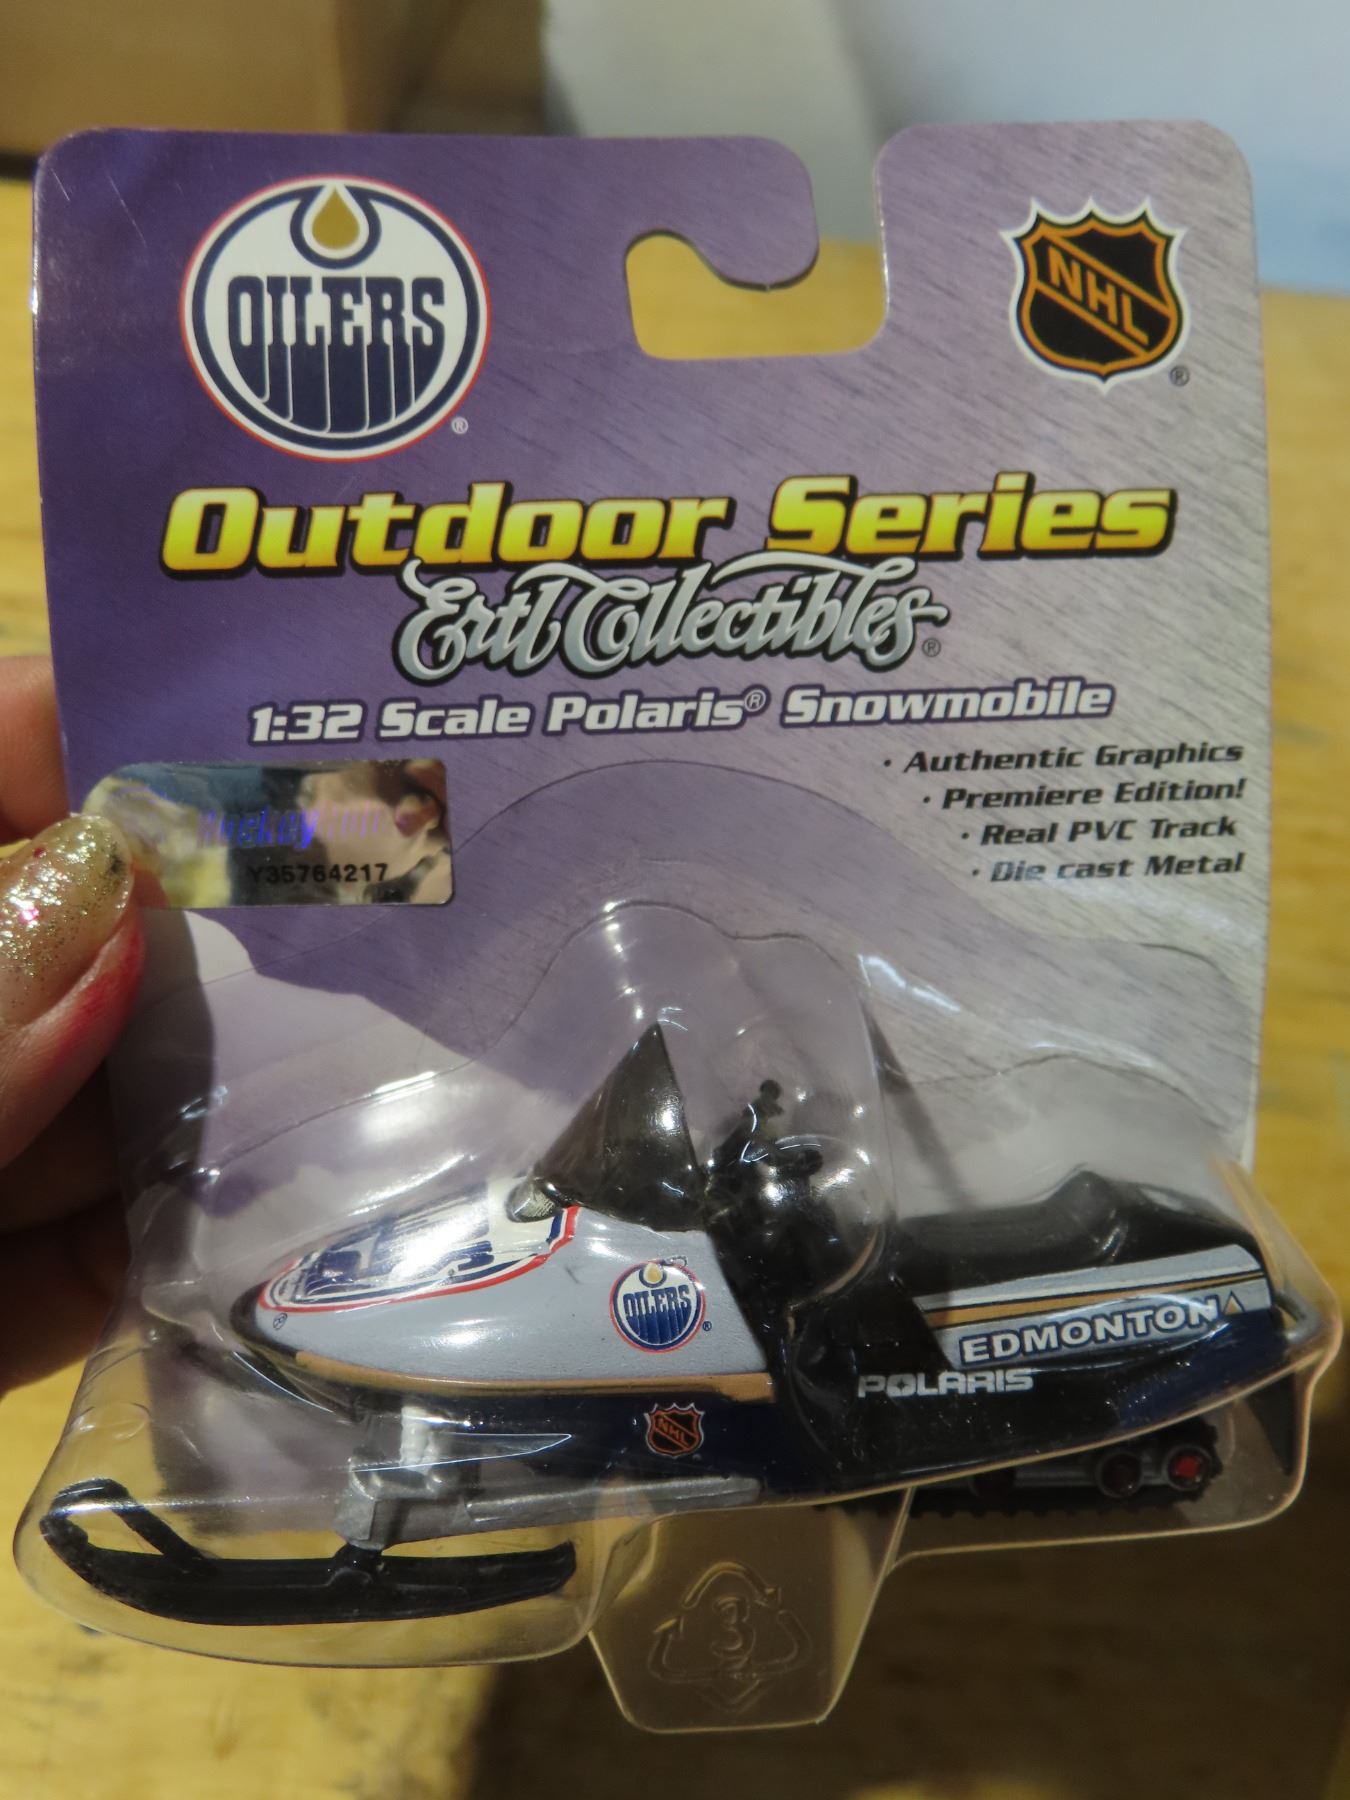 OILERS
®
NHL
®
Outdoor Series
Ertl Collectibles®
1:32 Scale Polaris® Snowmobile
· Authentic Graphics
· Premiere Edition!
· Real PVC Track
· Die cast Metal
Y35764217
OILERS
®
EDMONTON
POLARIS
NHL
®
3